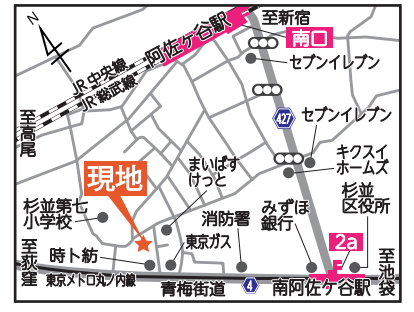 N
至新宿
阿佐ヶ谷駅
南口
セブンイレブン
JR中央線
JR総武線
至高尾
427
セブンイレブン
キクスイ
ホームズ
まいばす
けっと
現地
杉並第七
小学校
杉並
区役所
みずほ
銀行
消防署
東京ガス
時ト紡
2a
至荻窪
至池袋
東京メトロ丸ノ内線
青梅街道
4
南阿佐ヶ谷駅